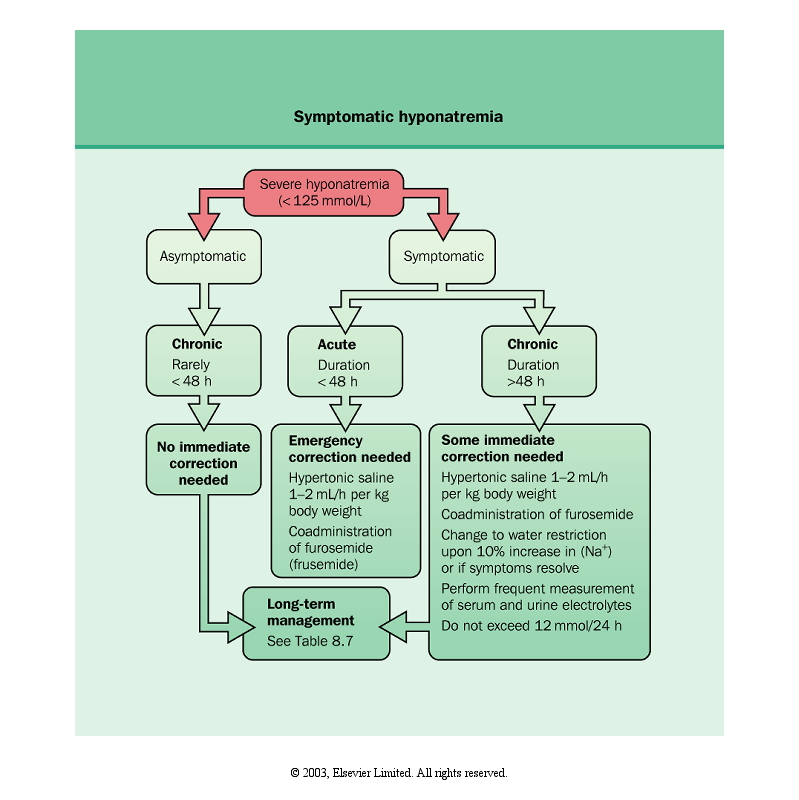 Symptomatic hyponatremia
Severe hyponatremia
(< 125 mmol/L)
Asymptomatic
Symptomatic
Chronic
Rarely
< 48 h
Acute
Duration
< 48 h
Chronic
Duration
>48 h
No immediate
correction
needed
Emergency
correction needed
Hypertonic saline
1–2 mL/h per kg
body weight
Coadministration
of furosemide
(frusemide)
Some immediate
correction needed
Hypertonic saline 1–2 mL/h
per kg body weight
Coadministration of furosemide
Change to water restriction
upon 10% increase in (Na⁺)
or if symptoms resolve
Perform frequent measurement
of serum and urine electrolytes
Do not exceed 12 mmol/24 h
Long-term
management
See Table 8.7
© 2003, Elsevier Limited. All rights reserved.